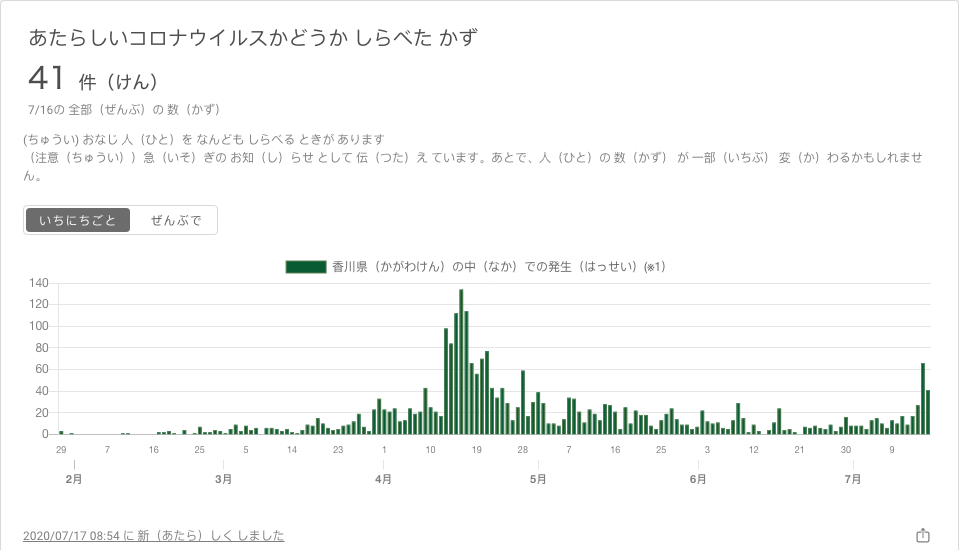 あたらしいコロナウイルスかどうか しらべた かず
41 件（けん）
7/16の 全部（ぜんぶ）の 数（かず）
(ちゅうい) おなじ 人（ひと）を なんども しらべる ときが あります
（注意（ちゅうい））急（いそ）ぎの お知（し）らせ として 伝（つた）え ています。あとで、人（ひと）の 数（かず） が 一部（いちぶ） 変（か）わるかもしれませ
ん。
いちにちごと ぜんぶで
香川県（かがわけん）の中（なか）での発生（はっせい）(※1)
140
120
100
80
60
40
20
0
29 7 16 25 5 14 23 1 10 19 28 7 16 25 3 12 21 30 9
2月 3月 4月 5月 6月 7月
2020/07/17 08:54 に 新（あたら）しく しました